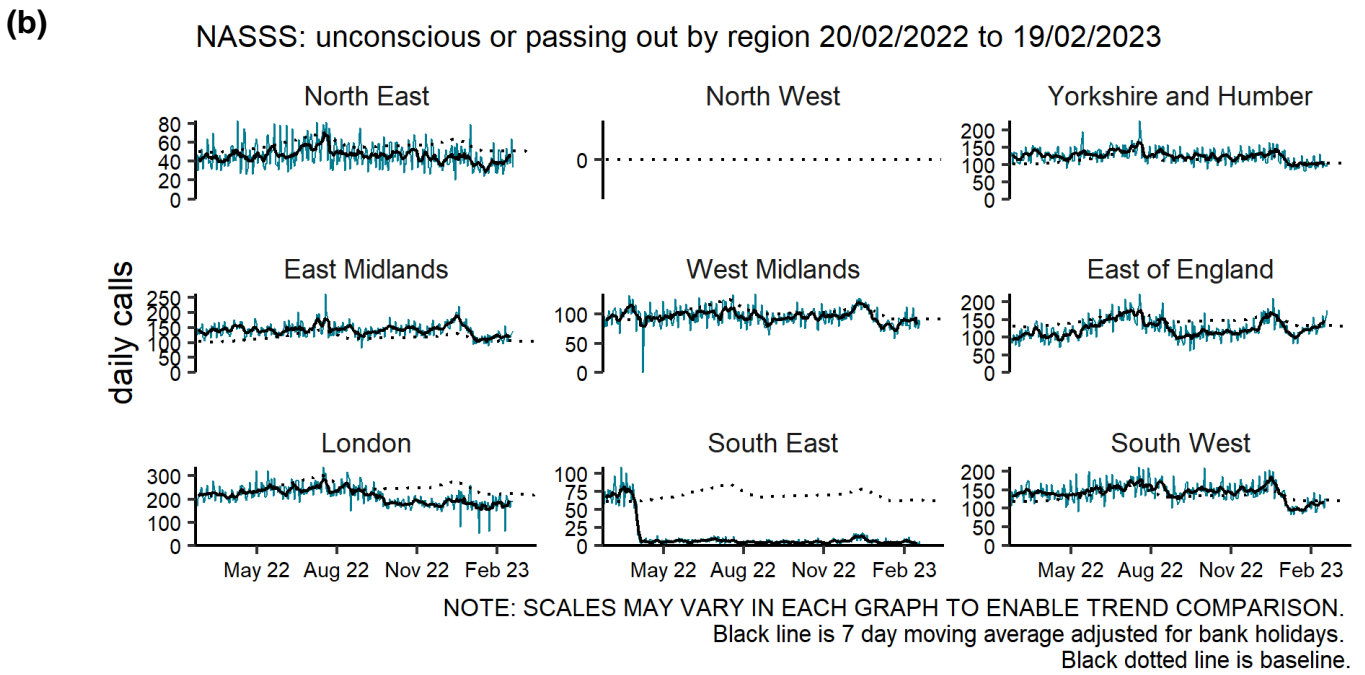 (b)
NASSS: unconscious or passing out by region 20/02/2022 to 19/02/2023
North East
North West
Yorkshire and Humber
80
60
40
20
0
0
200
150
100
50
0
East Midlands
West Midlands
East of England
250
200
150
100
50
0
100
50
0
200
150
100
50
0
daily calls
London
South East
South West
300
200
100
0
100
75
50
25
0
200
150
100
50
0
May 22 Aug 22 Nov 22 Feb 23
May 22 Aug 22 Nov 22 Feb 23
May 22 Aug 22 Nov 22 Feb 23
NOTE: SCALES MAY VARY IN EACH GRAPH TO ENABLE TREND COMPARISON.
Black line is 7 day moving average adjusted for bank holidays.
Black dotted line is baseline.